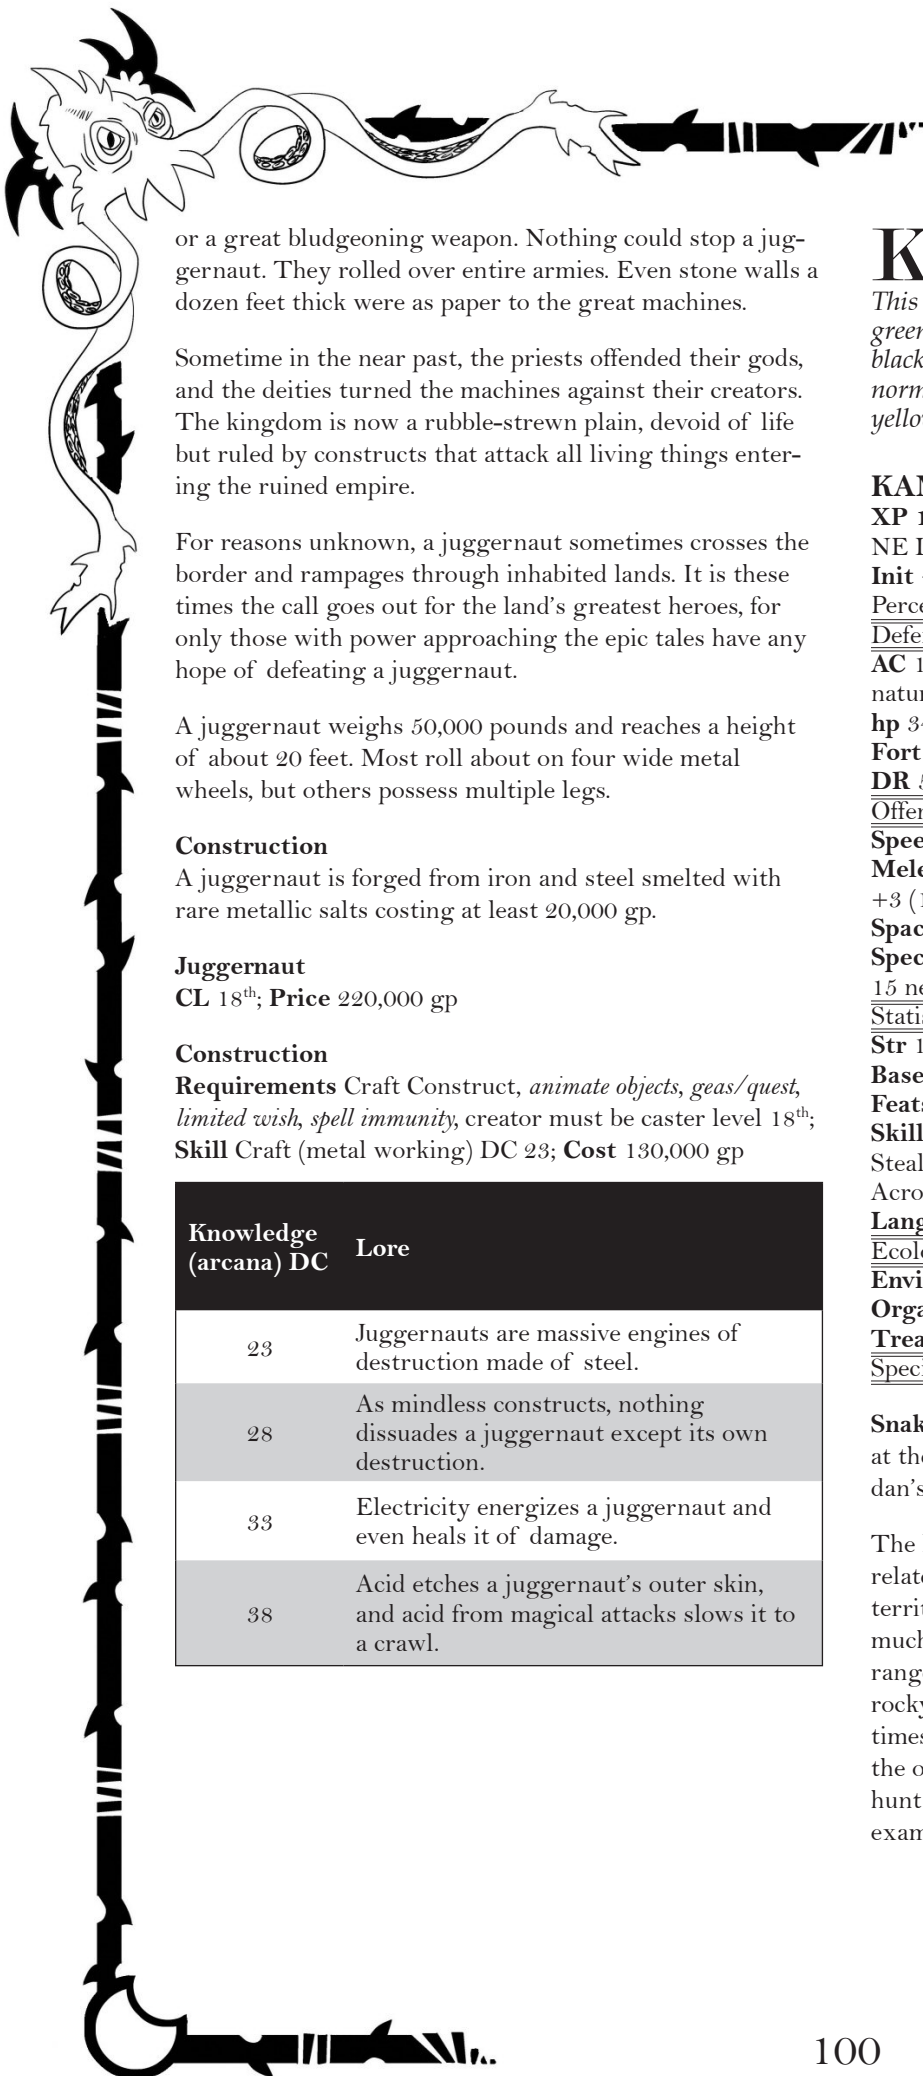 or a great bludgeoning weapon. Nothing could stop a jug-
gernaut. They rolled over entire armies. Even stone walls a
dozen feet thick were as paper to the great machines.
Sometime in the near past, the priests offended their gods,
and the deities turned the machines against their creators.
The kingdom is now a rubble-strewn plain, devoid of life
but ruled by constructs that attack all living things enter-
ing the ruined empire.
For reasons unknown, a juggernaut sometimes crosses the
border and rampages through inhabited lands. It is these
times the call goes out for the land's greatest heroes, for
only those with power approaching the epic tales have any
hope of defeating a juggernaut.
A juggernaut weighs 50,000 pounds and reaches a height
of about 20 feet. Most roll about on four wide metal
wheels, but others possess multiple legs.
Construction
A juggernaut is forged from iron and steel smelted with
rare metallic salts costing at least 20,000 gp.
Juggernaut
CL 18th; Price 220,000 gp
Construction
Requirements Craft Construct, animate objects, geas/quest,
limited wish, spell immunity, creator must be caster level 18th;
Skill Craft (metal working) DC 23; Cost 130,000 gp
Knowledge
(arcana) DC
Lore
23
Juggernauts are massive engines of
destruction made of steel.
28
As mindless constructs, nothing
dissuades a juggernaut except its own
destruction.
33
Electricity energizes a juggernaut and
even heals it of damage.
38
Acid etches a juggernaut's outer skin,
and acid from magical attacks slows it to
a crawl.
K
This
green
black
norm
yello
KA
XP 1
NE
Init
Perce
Defe
AC 1
natu
hp 3
Fort
DR
Offe
Spee
Mele
+3 (1
Spac
Spec
15 ne
Stati
Str 1
Base
Feat
Skill
Steal
Acro
Lang
Ecol
Envi
Orga
Trea
Spec
Snak
at the
dan's
The
relat
territ
much
rang
rocky
times
the o
hunt
exam
100